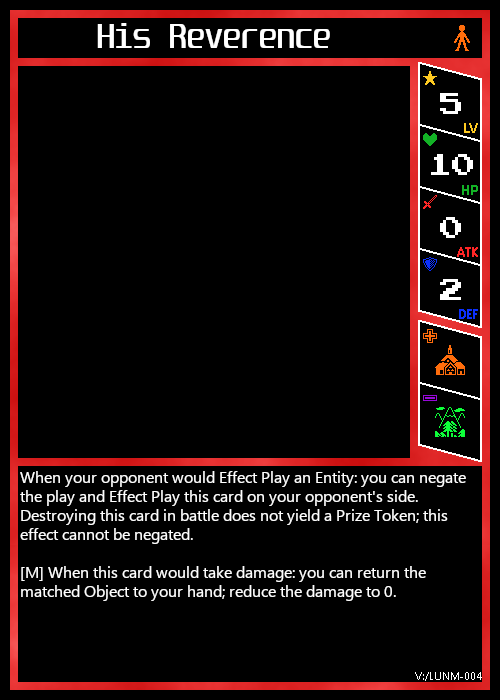 His Reverence
5
LV
10
HP
0
ATK
2
DEF
When your opponent would Effect Play an Entity: you can negate
the play and Effect Play this card on your opponent's side.
Destroying this card in battle does not yield a Prize Token; this
effect cannot be negated.
[M] When this card would take damage: you can return the
matched Object to your hand; reduce the damage to 0.
V:/LUNM-004